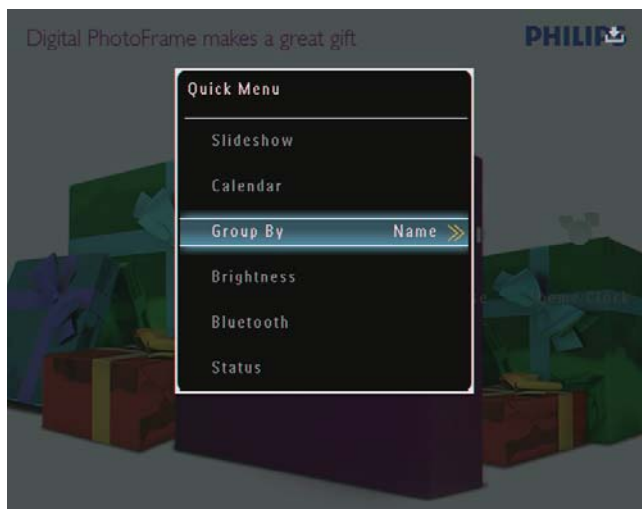 Digital PhotoFrame makes a great gift
PHILIPS
Quick Menu
Slideshow
Calendar
Group By Name
Brightness
Bluetooth
Status